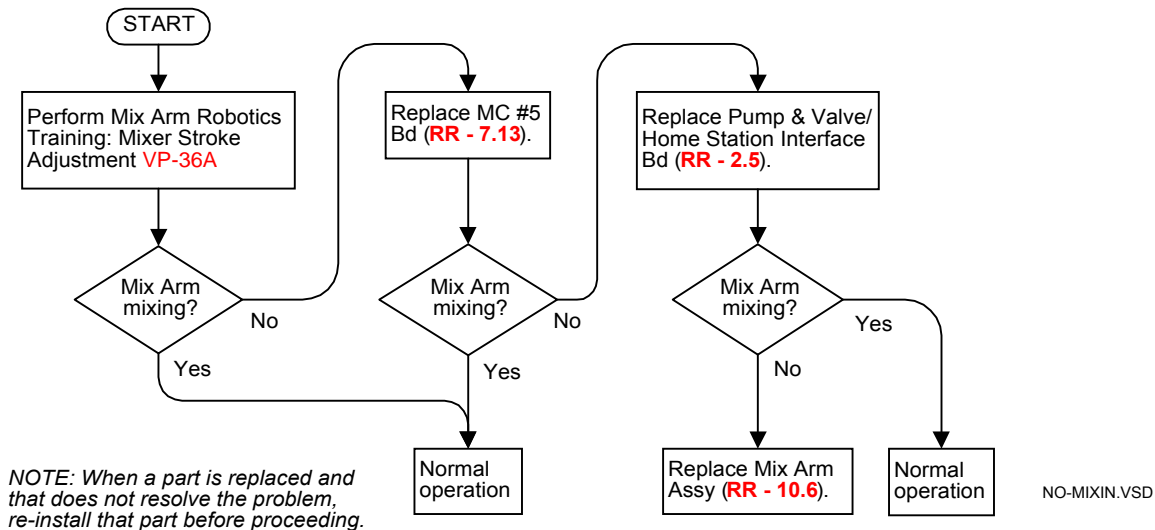 START
Perform Mix Arm Robotics
Training: Mixer Stroke
Adjustment VP-36A
Mix Arm
mixing?
No
Yes
Replace MC #5
Bd (RR - 7.13).
Mix Arm
mixing?
No
Yes
Normal
operation
Replace Pump & Valve/
Home Station Interface
Bd (RR - 2.5).
Mix Arm
mixing?
Yes
No
Replace Mix Arm
Assy (RR - 10.6).
Normal
operation
NOTE: When a part is replaced and
that does not resolve the problem,
re-install that part before proceeding.
NO-MIXIN.VSD